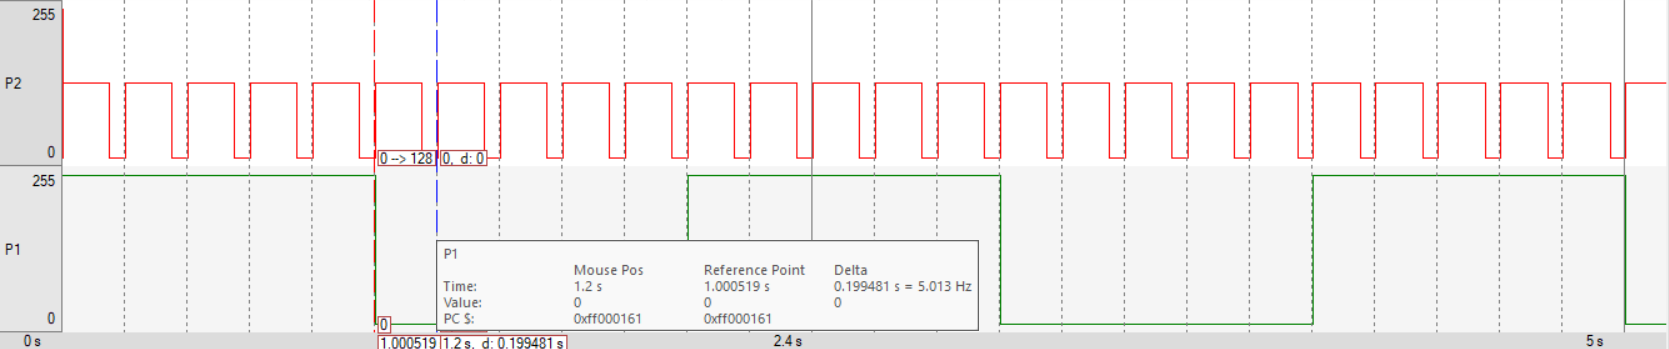 255
P2
0
0 --> 128 0, d: 0
255
P1
0
0
P1
Mouse Pos Reference Point Delta
Time: 1.2 s 1.000519 s 0.199481 s = 5.013 Hz
Value: 0 0 0
PC $: 0xff000161 0xff000161
0 s 1.000519 1.2 s, d: 0.199481 s 2.4 s 5 s